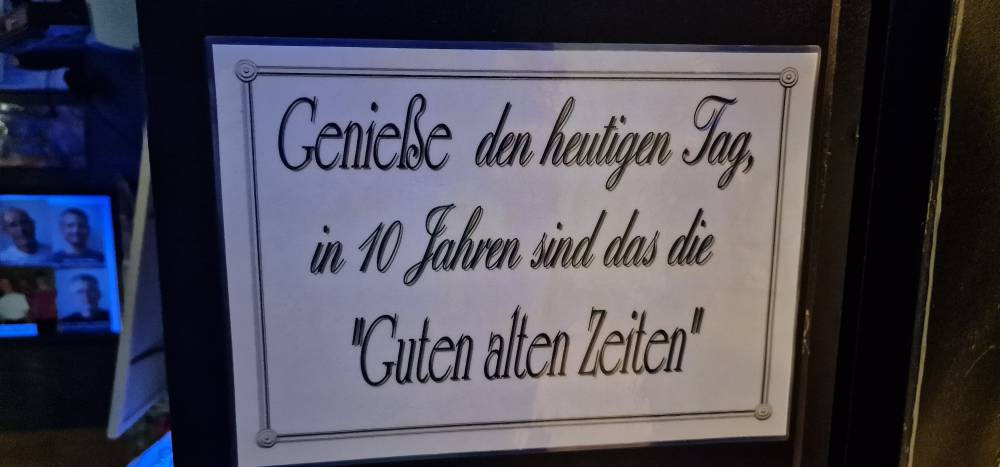 Genieße den heutigen Tag,
in 10 Jahren sind das die
"Guten alten Zeiten"